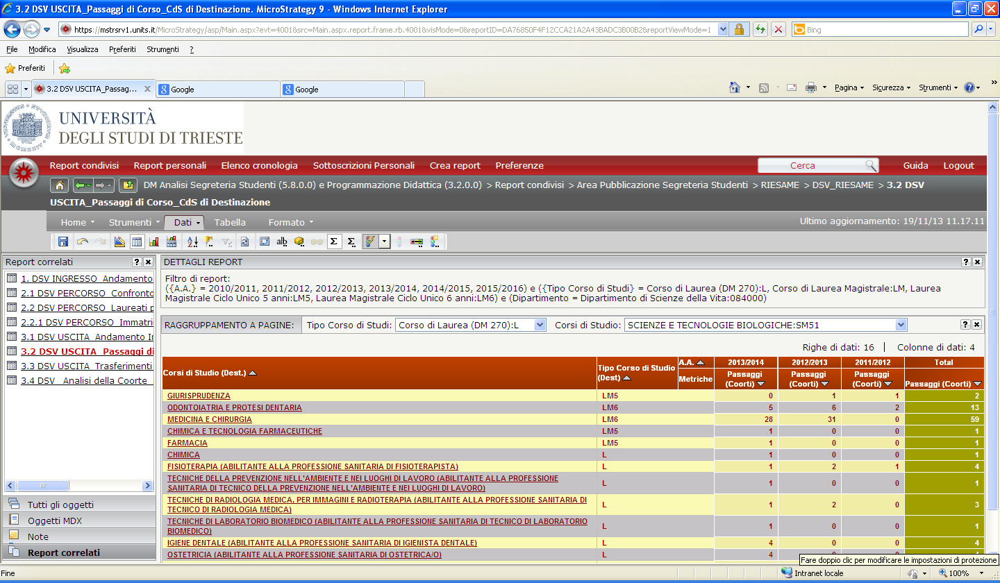 3.2 DSV USCITA_Passaggi di Corso_CdS di Destinazione. MicroStrategy 9 - Windows Internet Explorer
https://mstrsrv1.units.it/MicroStrategy/asp/Main.aspx?evt=4001&src=Main.aspx.report.frame.rb.4001&visMode=0&reportID=DA76850F4F12CCA21A2A43BADC3B00B2&reportViewMode=1
Bing
File Modifica Visualizza Preferiti Strumenti ?
Preferiti
3.2 DSV USCITA_Passag... Google Google
Pagina Sicurezza Strumenti
UNIVERSITÀ
DEGLI STUDI DI TRIESTE
Report condivisi Report personali Elenco cronologia Sottoscrizioni Personali Crea report Preferenze Cerca Guida Logout
DM Analisi Segreteria Studenti (5.8.0.0) e Programmazione Didattica (3.2.0.0) > Report condivisi > Area Pubblicazione Segreteria Studenti > RIESAME > DSV_RIESAME > 3.2 DSV
USCITA_Passaggi di Corso_CdS di Destinazione
Home Strumenti Dati Tabella Formato Ultimo aggiornamento: 19/11/13 11.17.11
Report correlati
1. DSV INGRESSO_Andamento
2.1 DSV PERCORSO_Confronto
2.2 DSV PERCORSO_Laureati p
2.2.1 DSV PERCORSO_Immatri
3.1 DSV USCITA_Andamento I
3.2 DSV USCITA_Passaggi di
3.3 DSV USCITA_Trasferimenti
3.4 DSV_ Analisi della Coorte
Tutti gli oggetti
Oggetti MDX
Note
Report correlati
DETTAGLI REPORT
Filtro di report:
({A.A.} = 2010/2011, 2011/2012, 2012/2013, 2013/2014, 2014/2015, 2015/2016) e ({Tipo Corso di Studi} = Corso di Laurea (DM 270):L, Corso di Laurea Magistrale:LM, Laurea
Magistrale Ciclo Unico 5 anni:LM5, Laurea Magistrale Ciclo Unico 6 anni:LM6) e (Dipartimento = Dipartimento di Scienze della Vita:084000)
RAGGRUPPAMENTO A PAGINE: Tipo Corso di Studi: Corso di Laurea (DM 270):L Corsi di Studio: SCIENZE E TECNOLOGIE BIOLOGICHE:SM51
Righe di dati: 16 | Colonne di dati: 4
Corsi di Studio (Dest.) Tipo Corso di Studio (Dest) A.A. 2013/2014 2012/2013 2011/2012 Total
Metriche Passaggi (Coorti) Passaggi (Coorti) Passaggi (Coorti) Passaggi (Coorti)
GIURISPRUDENZA LM5 0 1 1 2
ODONTOIATRIA E PROTESI DENTARIA LM6 5 6 2 13
MEDICINA E CHIRURGIA LM6 28 31 0 59
CHIMICA E TECNOLOGIA FARMACEUTICHE LM5 1 0 0 1
FARMACIA LM5 1 0 0 1
CHIMICA L 1 0 0 1
FISIOTERAPIA (ABILITANTE ALLA PROFESSIONE SANITARIA DI FISIOTERAPISTA) L 1 2 1 4
TECNICHE DELLA PREVENZIONE NELL'AMBIENTE E NEI LUOGHI DI LAVORO (ABILITANTE ALLA PROFESSIONE
SANITARIA DI TECNICO DELLA PREVENZIONE NELL'AMBIENTE E NEI LUOGHI DI LAVORO) L 1 0 0 1
TECNICHE DI RADIOLOGIA MEDICA, PER IMMAGINI E RADIOTERAPIA (ABILITANTE ALLA PROFESSIONE SANITARIA DI
TECNICO DI RADIOLOGIA MEDICA) L 1 2 0 3
TECNICHE DI LABORATORIO BIOMEDICO (ABILITANTE ALLA PROFESSIONE SANITARIA DI TECNICO DI LABORATORIO
BIOMEDICO) L 1 0 0 1
IGIENE DENTALE (ABILITANTE ALLA PROFESSIONE SANITARIA DI IGIENISTA DENTALE) L 4 0 0 4
OSTETRICIA (ABILITANTE ALLA PROFESSIONE SANITARIA DI OSTETRICA/O) L 4 0 0
Fare doppio clic per modificare le impostazioni di protezione
Fine Intranet locale 100%